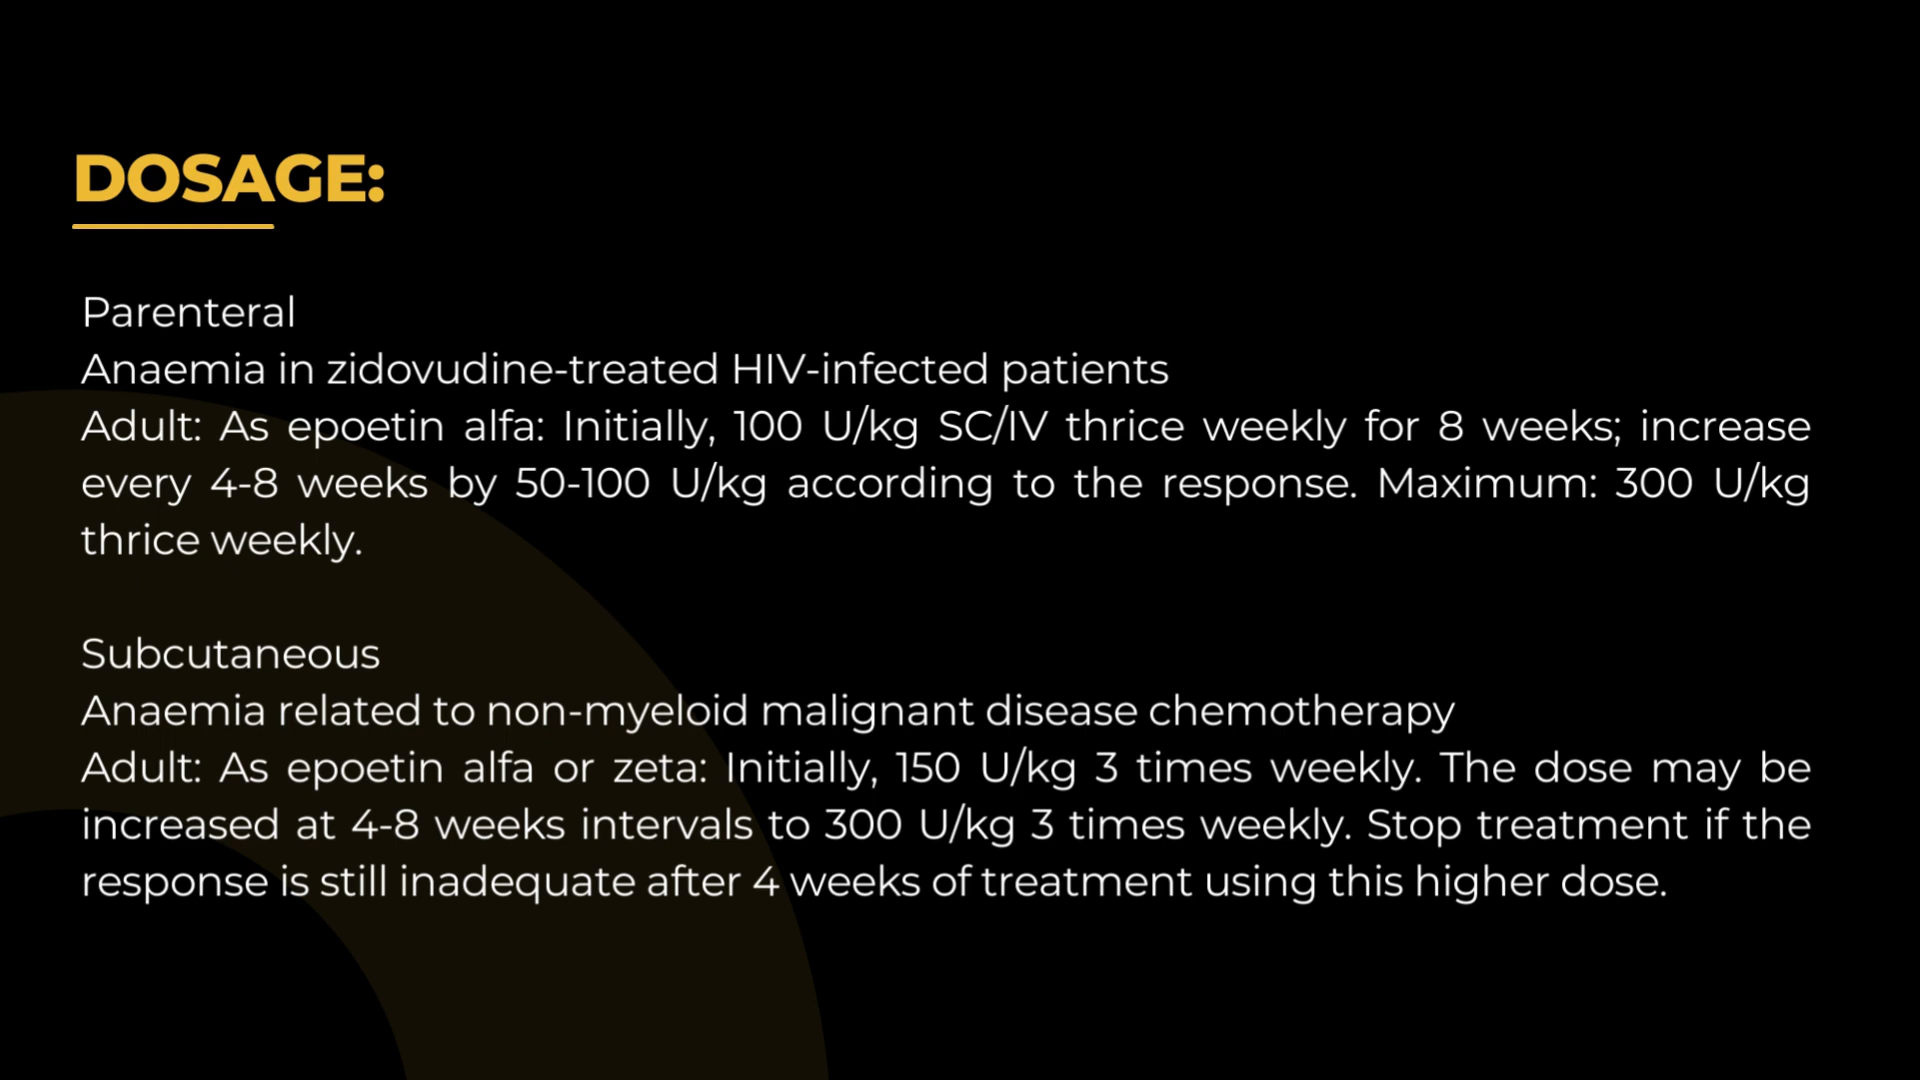 DOSAGE:
Parenteral
Anaemia in zidovudine-treated HIV-infected patients
Adult: As epoetin alfa: Initially, 100 U/kg SC/IV thrice weekly for 8 weeks; increase
every 4-8 weeks by 50-100 U/kg according to the response. Maximum: 300 U/kg
thrice weekly.
Subcutaneous
Anaemia related to non-myeloid malignant disease chemotherapy
Adult: As epoetin alfa or zeta: Initially, 150 U/kg 3 times weekly. The dose may be
increased at 4-8 weeks intervals to 300 U/kg 3 times weekly. Stop treatment if the
response is still inadequate after 4 weeks of treatment using this higher dose.